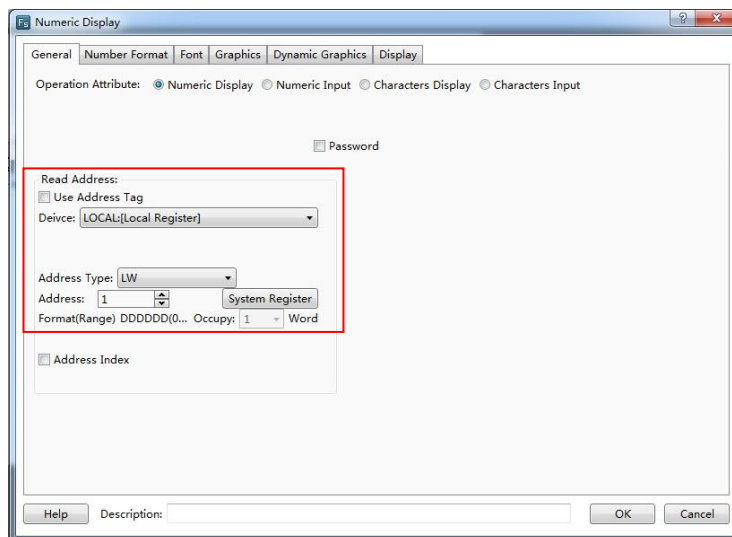 Fs Numeric Display
General Number Format Font Graphics Dynamic Graphics Display
Operation Attribute: Numeric Display Numeric Input Characters Display Characters Input
Password
Read Address:
Use Address Tag
Deivce: LOCAL:[Local Register]
Address Type: LW
Address: 1 System Register
Format(Range) DDDDDD(0... Occupy: 1 Word
Address Index
Help Description: OK Cancel